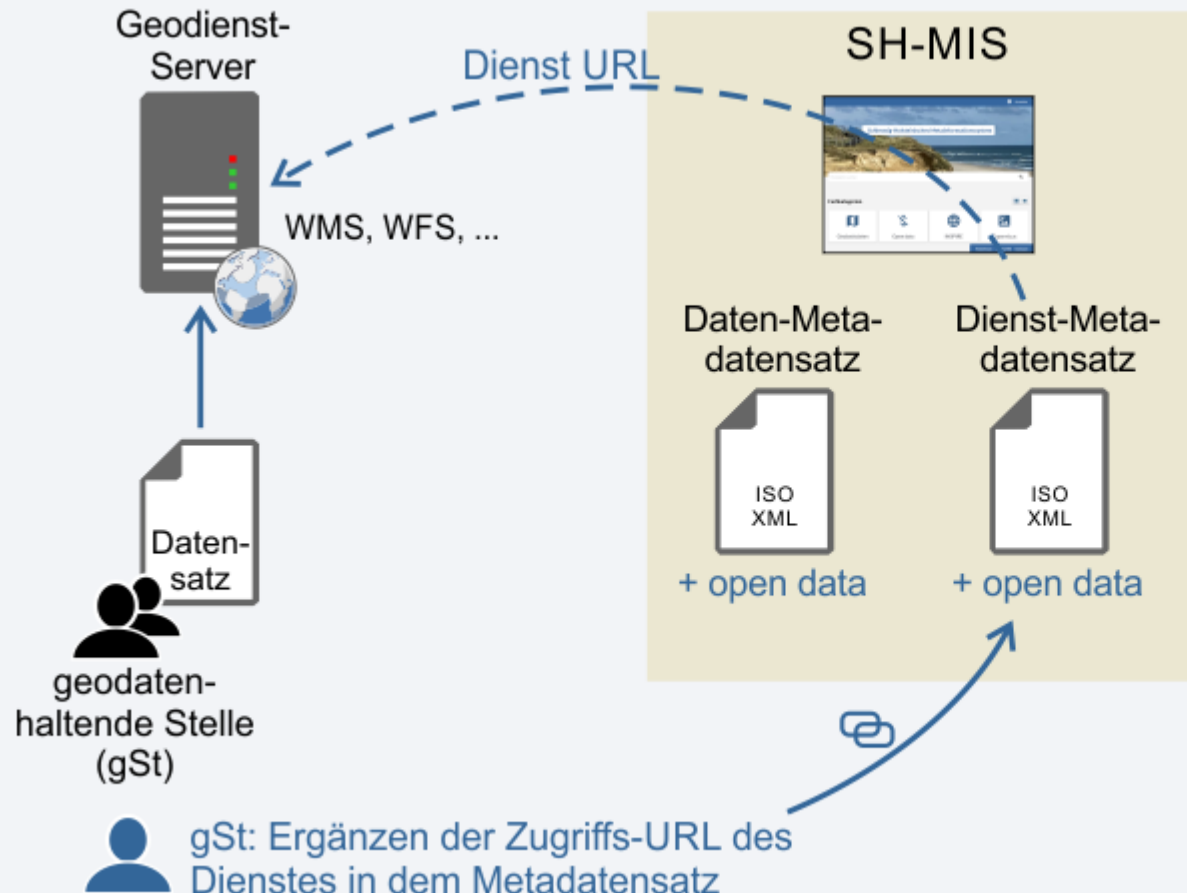 Geodienst-
Server
Dienst URL
SH-MIS
WMS, WFS, ...
Daten-Meta-
datensatz
Dienst-Meta-
datensatz
ISO
XML
ISO
XML
+ open data
+ open data
Daten-
satz
geodaten-
haltende Stelle
(gSt)
gSt: Ergänzen der Zugriffs-URL des
Dienstes in dem Metadatensatz